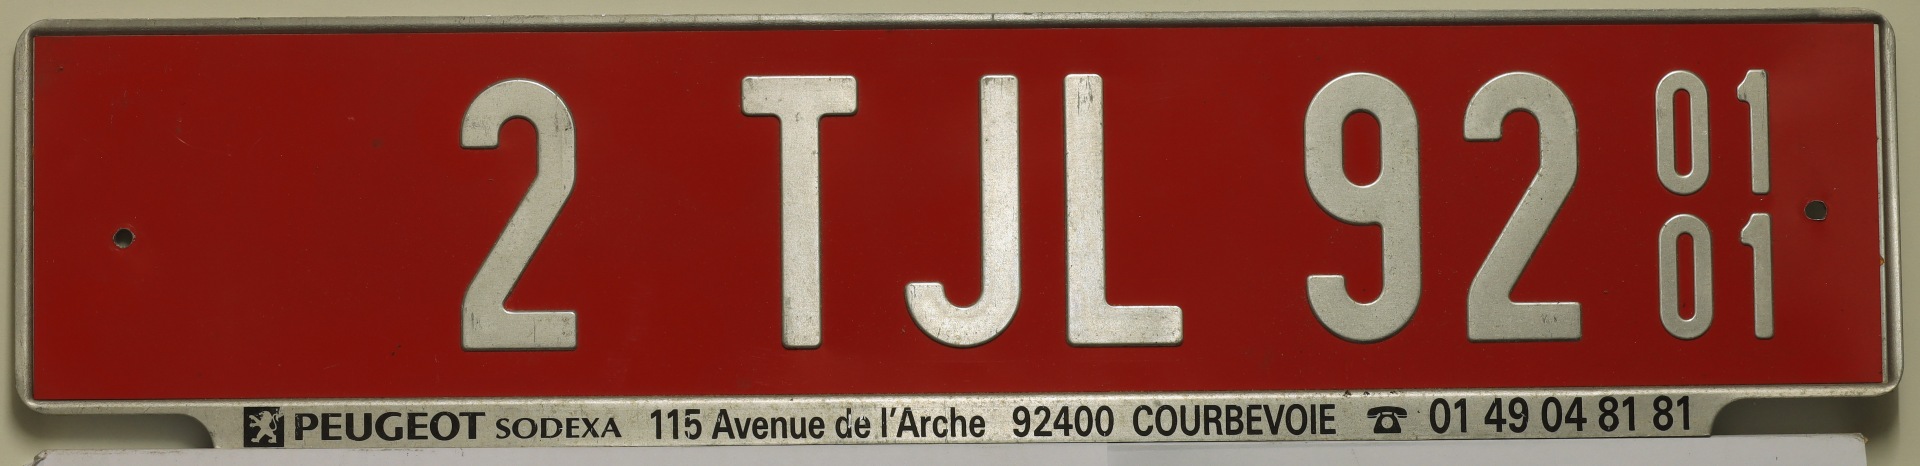 2 TJL 92 01
01
PEUGEOT SODEXA 115 Avenue de l'Arche 92400 COURBEVOIE ☎ 01 49 04 81 81